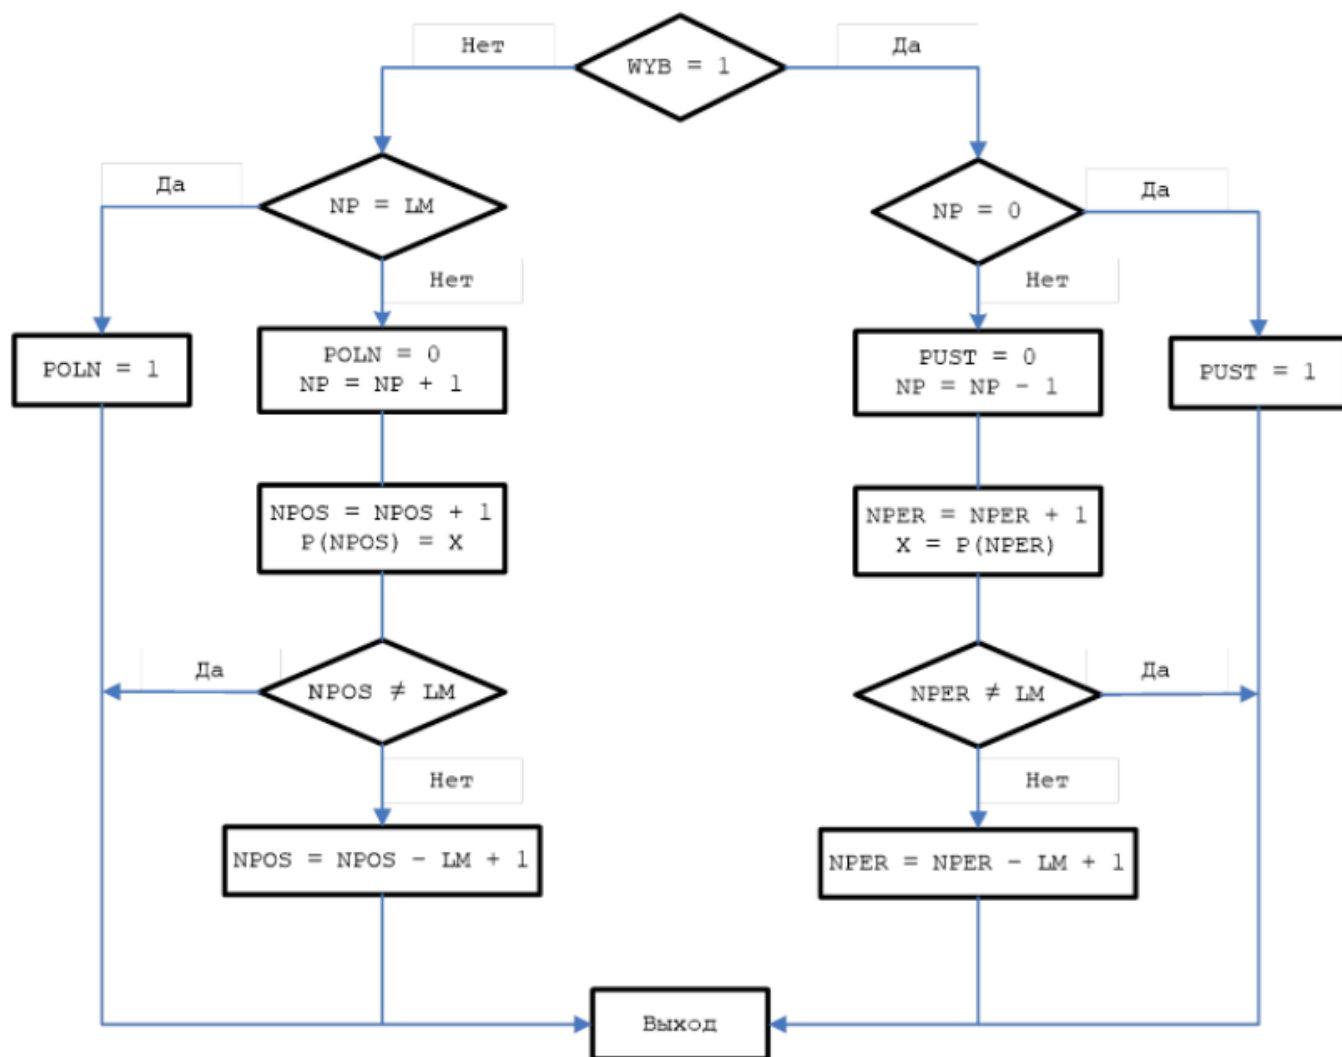 Нет
WYB = 1
Да
Да
NP = LM
NP = 0
Да
Нет
Нет
POLN = 1
POLN = 0
NP = NP + 1
PUST = 0
NP = NP - 1
PUST = 1
NPOS = NPOS + 1
P(NPOS) = X
NPER = NPER + 1
X = P(NPER)
Да
NPOS ≠ LM
NPER ≠ LM
Да
Нет
Нет
NPOS = NPOS - LM + 1
NPER = NPER - LM + 1
Выход